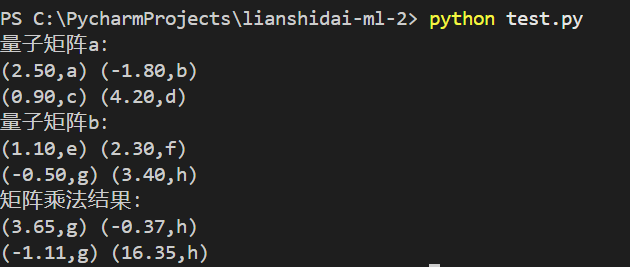 PS C:\PycharmProjects\lianshidai-ml-2> python test.py
量子矩阵a:
(2.50,a) (-1.80,b)
(0.90,c) (4.20,d)
量子矩阵b:
(1.10,e) (2.30,f)
(-0.50,g) (3.40,h)
矩阵乘法结果:
(3.65,g) (-0.37,h)
(-1.11,g) (16.35,h)